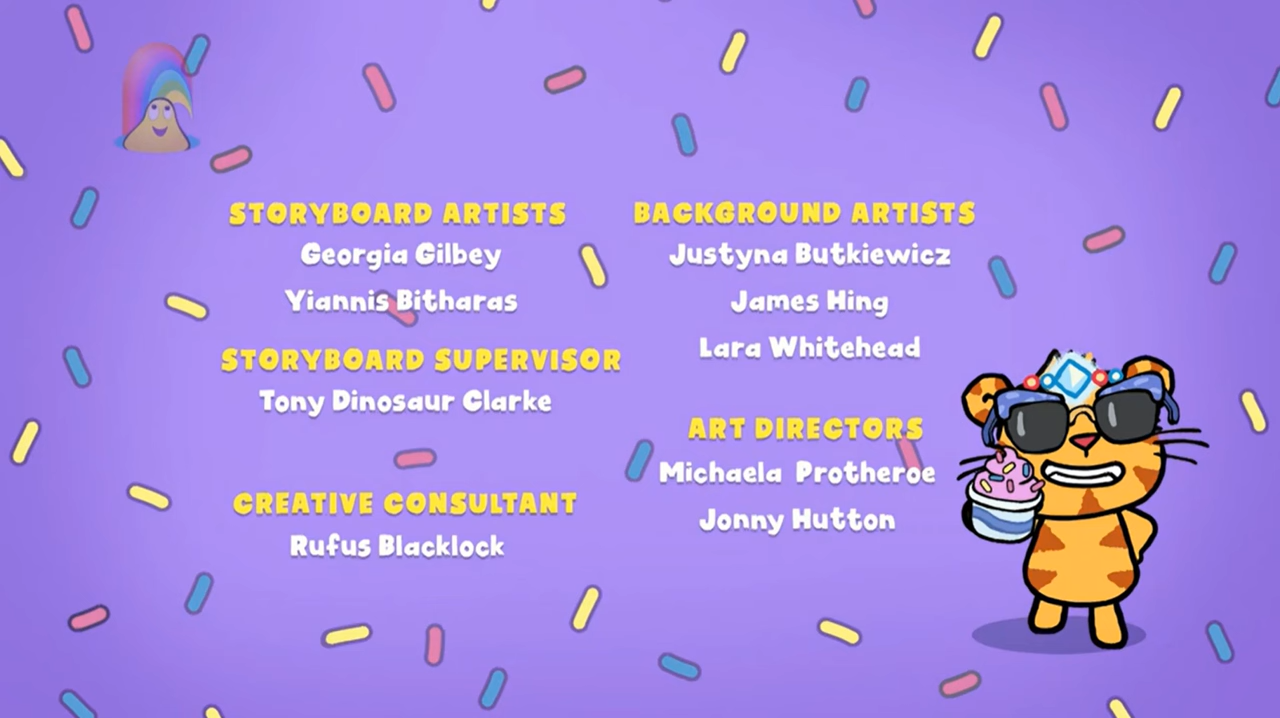 STORYBOARD ARTISTS
Georgia Gilbey
Yiannis Bitharas
STORYBOARD SUPERVISOR
Tony Dinosaur Clarke
CREATIVE CONSULTANT
Rufus Blacklock
BACKGROUND ARTISTS
Justyna Butkiewicz
James Hing
Lara Whitehead
ART DIRECTORS
Michaela Protheroe
Jonny Hutton